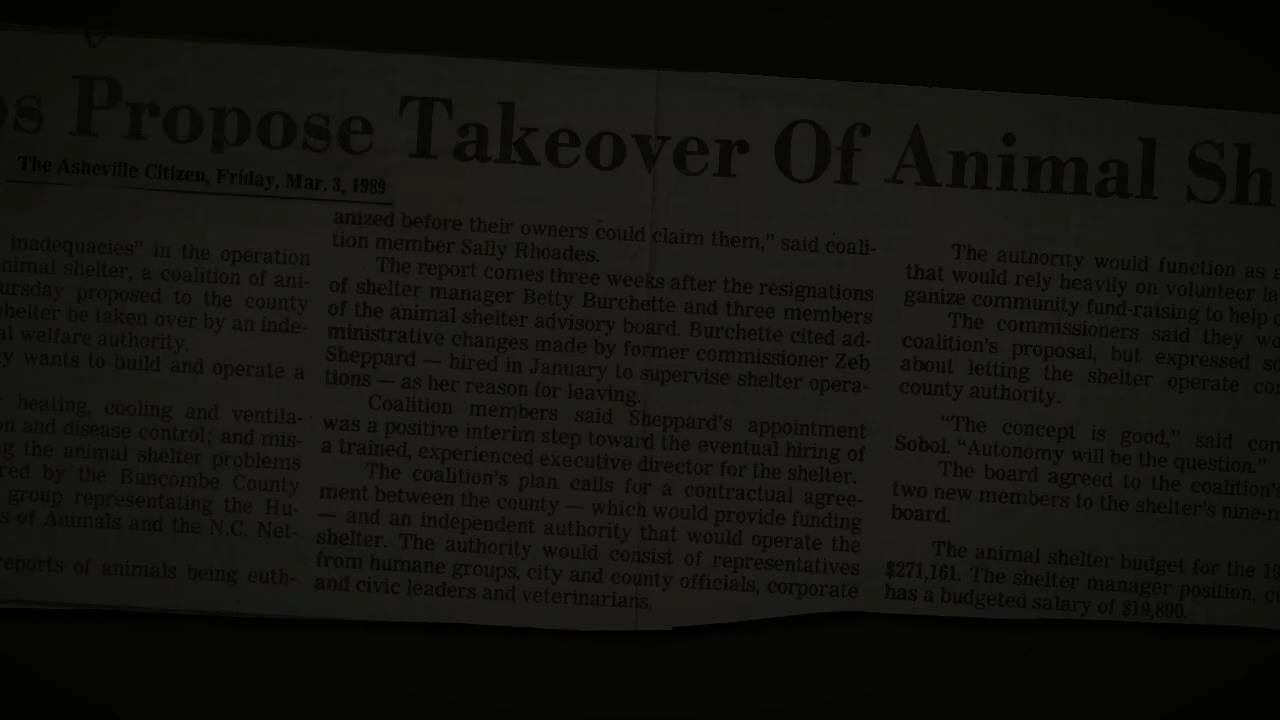 Propose Takeover Of Animal
The Asheville Citizen, Friday, Mar. 3, 1989
inadequacies" in the operation
shelter, a coalition of ani-
proposed to the county
be taken over by an inde-
welfare authority.
wants to build and operate a
heating, cooling and ventila-
and disease control; and mis-
the animal shelter problems
by the Buncombe County
group representating the Hu-
of Animals and the N.C. Net-
reports of animals being euth-
anized before their owners could claim them," said coali-
tion member Sally Rhoades.
The report comes three weeks after the resignations
of shelter manager Betty Burchette and three members
of the animal shelter advisory board. Burchette cited ad-
ministrative changes made by former commissioner Zeb
Sheppard — hired in January to supervise shelter opera-
tions — as her reason for leaving.
Coalition members said Sheppard's appointment
was a positive interim step toward the eventual hiring of
a trained, experienced executive director for the shelter.
The coalition's plan calls for a contractual agree-
ment between the county — which would provide funding
— and an independent authority that would operate the
shelter. The authority would consist of representatives
from humane groups, city and county officials, corporate
and civic leaders and veterinarians.
The authority would function as
that would rely heavily on volunteer
ganize community fund-raising to help
The commissioners said they
coalition's proposal, but expressed
about letting the shelter operate
county authority.
"The concept is good," said
Sobol. "Autonomy will be the question."
The board agreed to the coalition's
two new members to the shelter's
board.
The animal shelter budget for the
$271,161. The shelter manager position,
has a budgeted salary of $19,890.